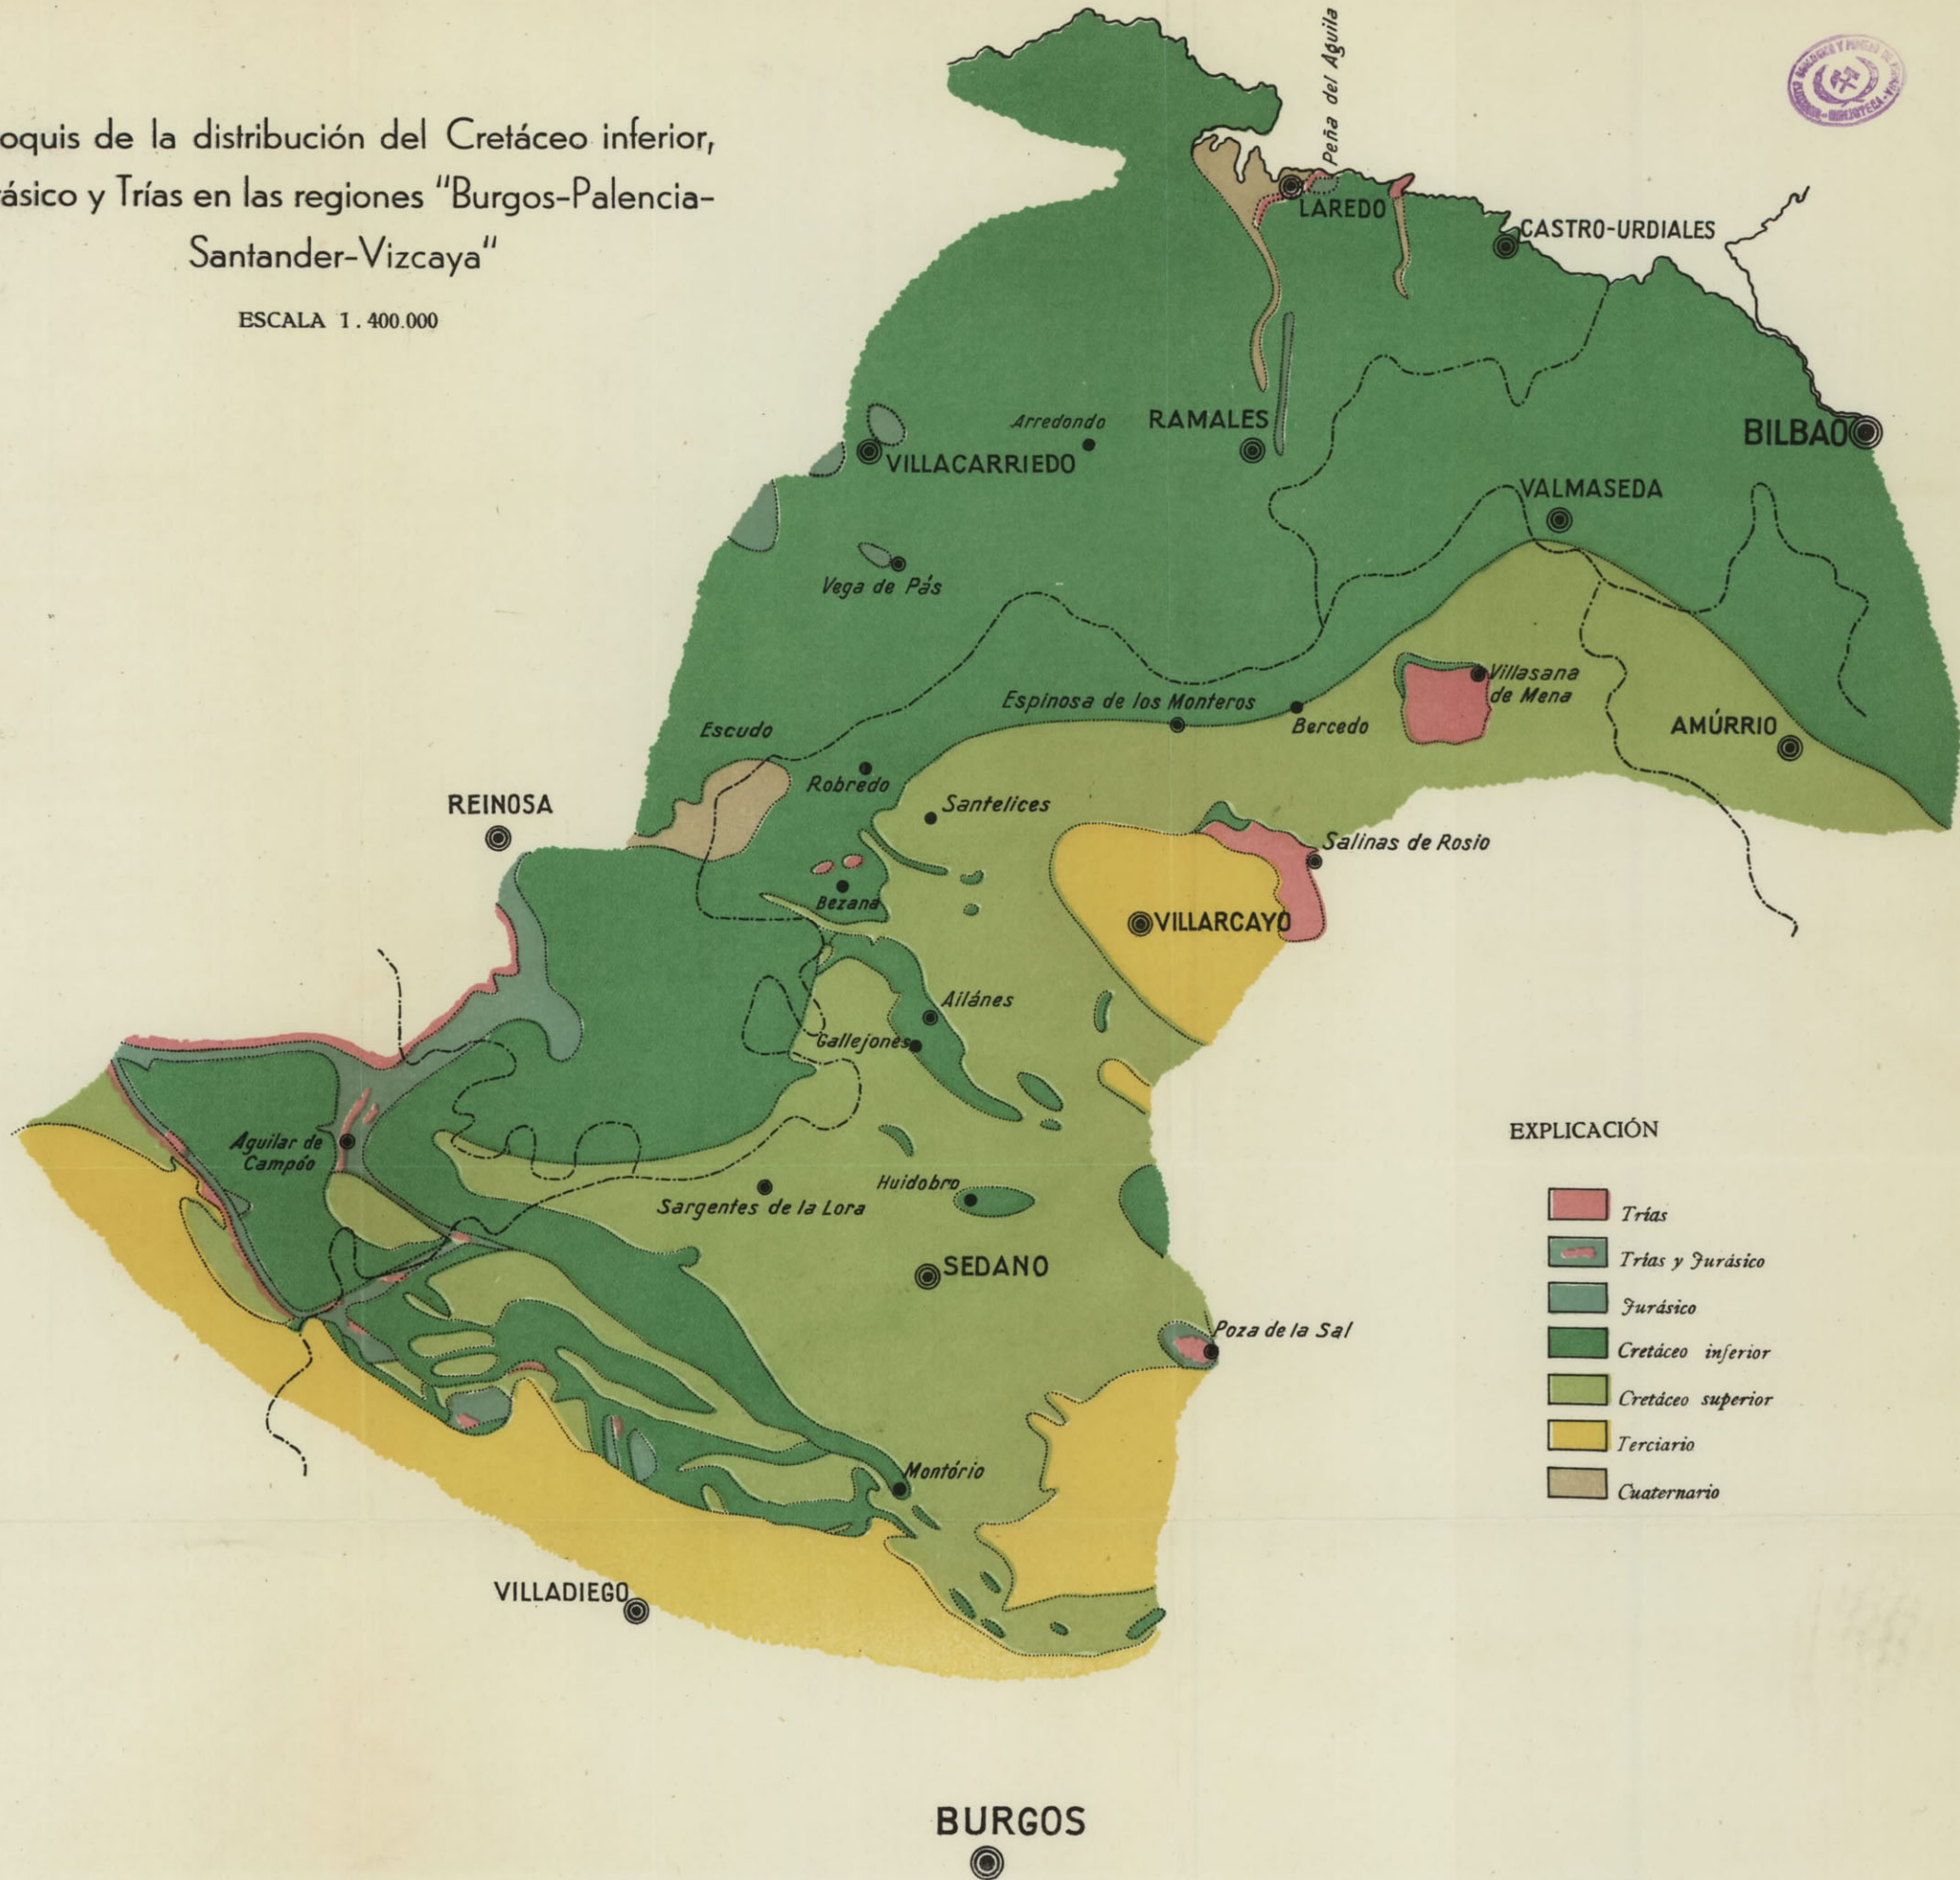 oquis de la distribución del Cretáceo inferior,
ásico y Trías en las regiones "Burgos-Palencia-
Santander-Vizcaya"
ESCALA 1.400.000
Peña del Aguila
LAREDO
CASTRO-URDIALES
Arredondo
RAMALES
BILBAO
VILLACARRIEDO
VALMASEDA
Vega de Pás
Villasana
de Mena
Espinosa de los Monteros
Bercedo
AMÚRRIO
Escudo
Robredo
REINOSA
Santelices
Salinas de Rosio
Bezana
VILLARCAYO
Ailánes
Gallejones
Aguilar de
Campóo
Huidobro
Sargentes de la Lora
SEDANO
Poza de la Sal
Montório
VILLADIEGO
BURGOS
EXPLICACIÓN
Trías
Trías y Jurásico
Jurásico
Cretáceo inferior
Cretáceo superior
Terciario
Cuaternario